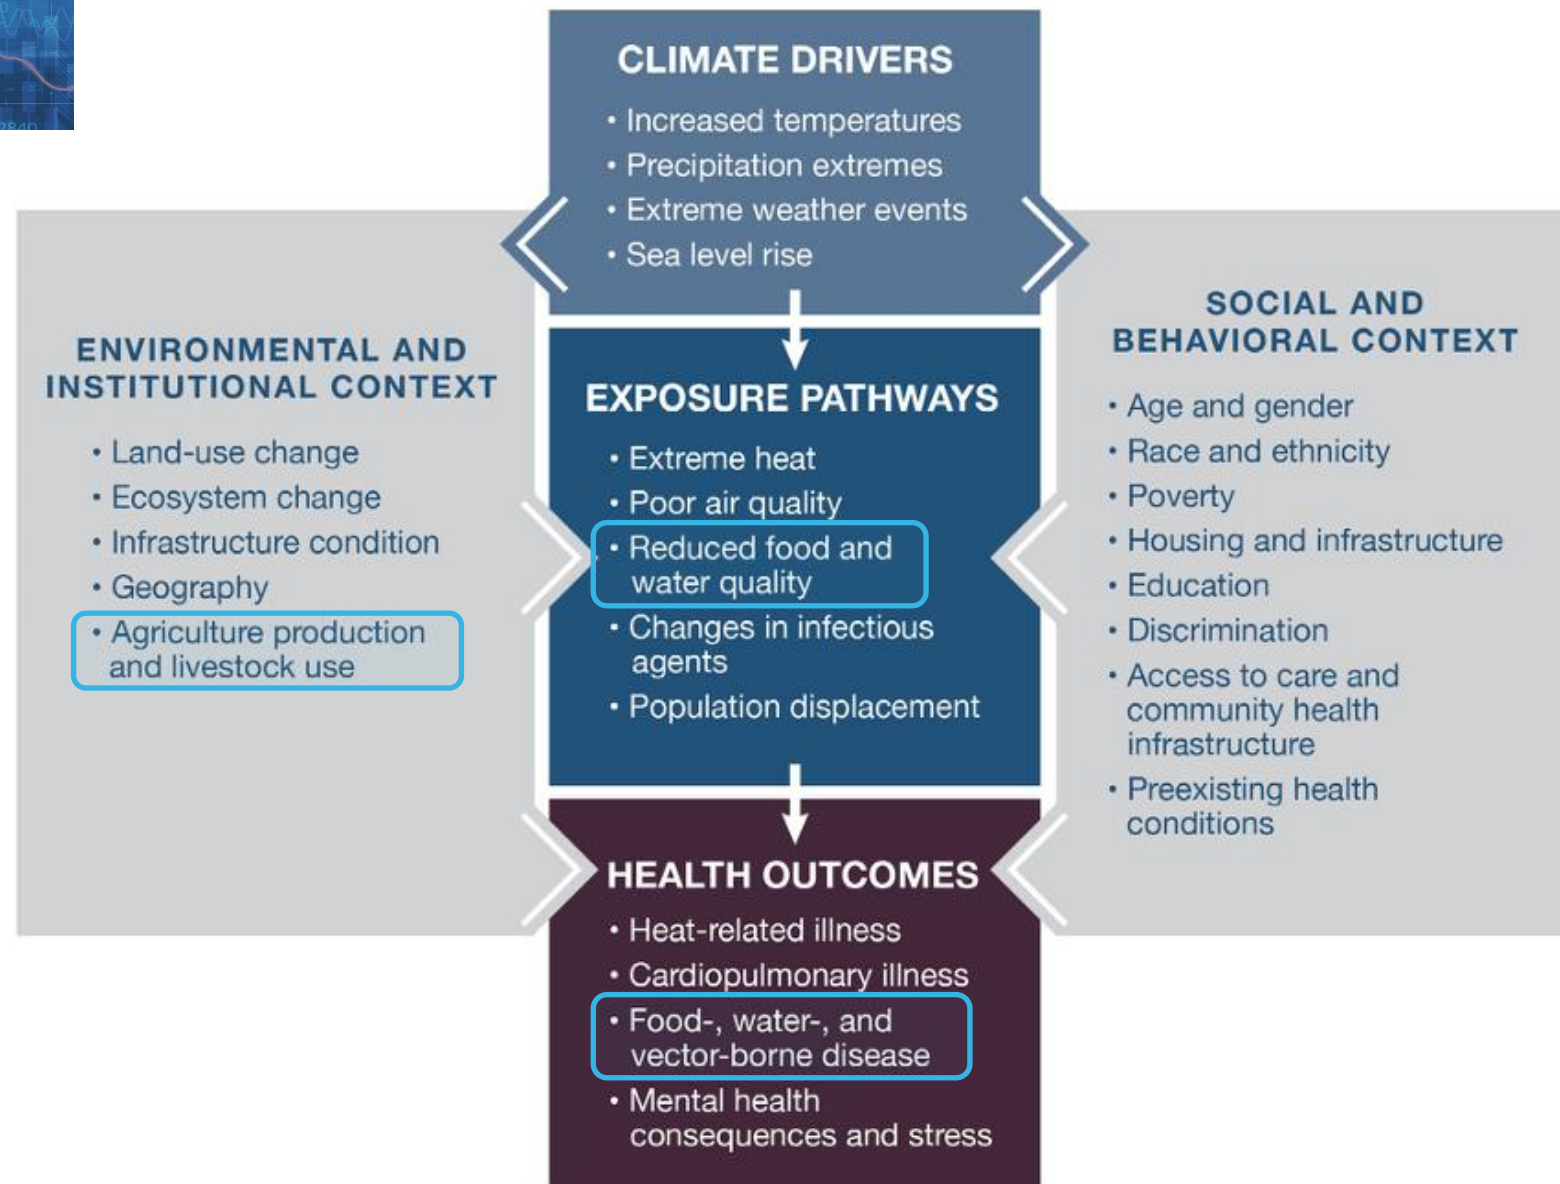 2840
CLIMATE DRIVERS
• Increased temperatures
• Precipitation extremes
• Extreme weather events
• Sea level rise
ENVIRONMENTAL AND
INSTITUTIONAL CONTEXT
• Land-use change
• Ecosystem change
• Infrastructure condition
• Geography
• Agriculture production
and livestock use
EXPOSURE PATHWAYS
• Extreme heat
• Poor air quality
• Reduced food and
water quality
• Changes in infectious
agents
• Population displacement
SOCIAL AND
BEHAVIORAL CONTEXT
• Age and gender
• Race and ethnicity
• Poverty
• Housing and infrastructure
• Education
• Discrimination
• Access to care and
community health
infrastructure
• Preexisting health
conditions
HEALTH OUTCOMES
• Heat-related illness
• Cardiopulmonary illness
• Food-, water-, and
vector-borne disease
• Mental health
consequences and stress